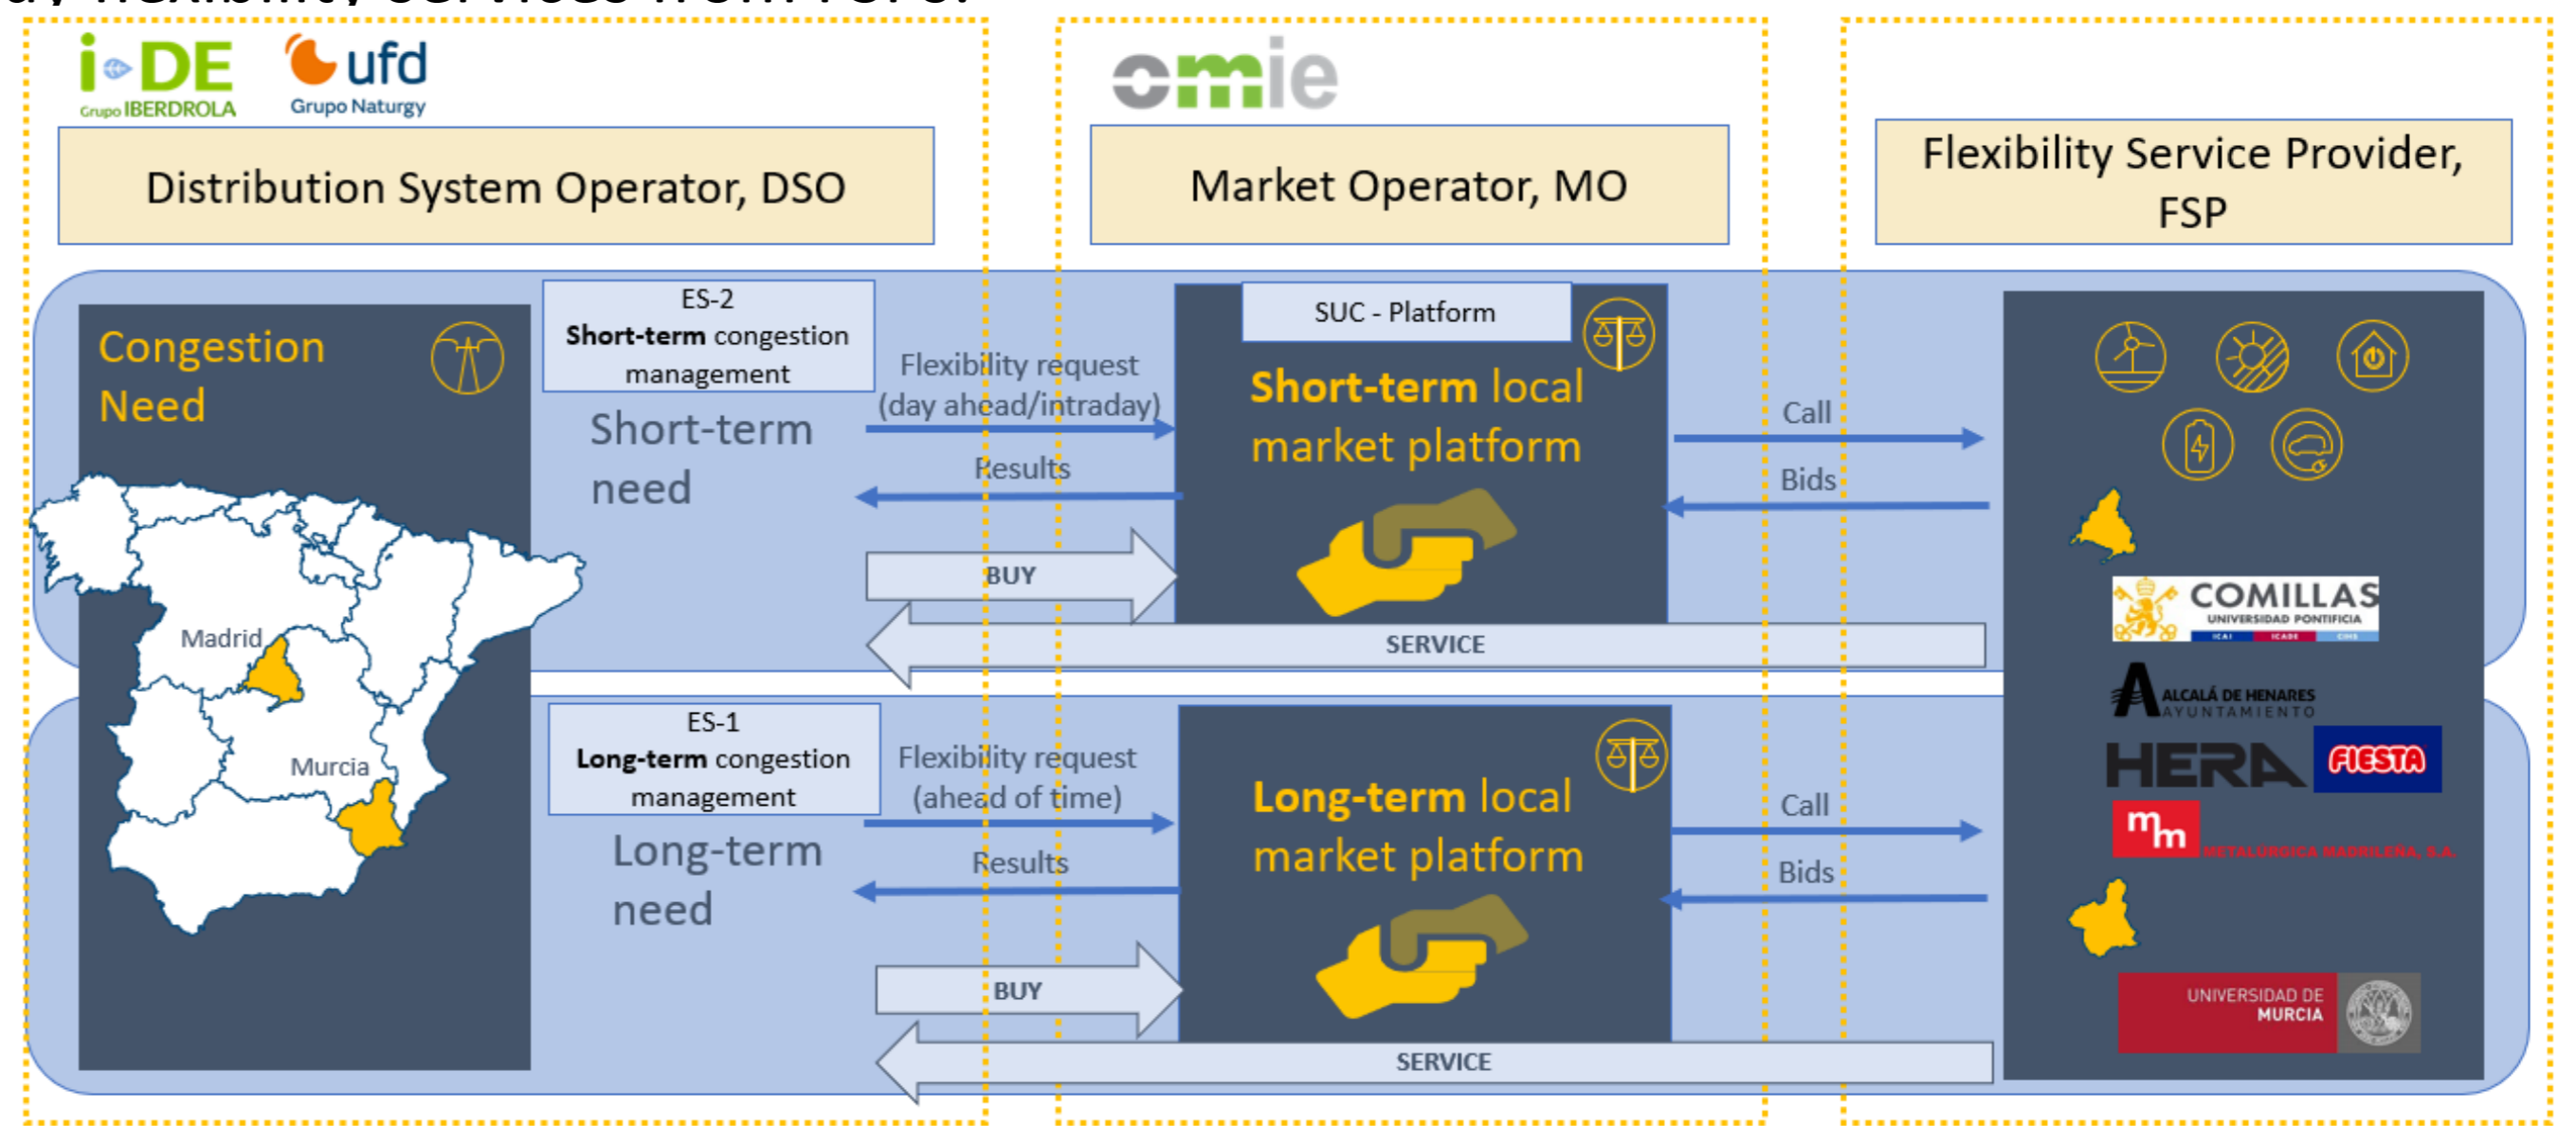 i-DE
Grupo IBERDROLA
ufd
Grupo Naturgy
omie
Distribution System Operator, DSO
Market Operator, MO
Flexibility Service Provider,
FSP
Congestion
Need
Madrid
Murcia
ES-2
Short-term congestion
management
Short-term
need
Flexibility request
(day ahead/intraday)
Results
BUY
SERVICE
SUC - Platform
Short-term local
market platform
Call
Bids
ES-1
Long-term congestion
management
Long-term
need
Flexibility request
(ahead of time)
Results
BUY
SERVICE
Long-term local
market platform
Call
Bids
COMILLAS
UNIVERSIDAD PONTIFICIA
ICAI ICADE CIHS
ALCALÁ DE HENARES
AYUNTAMIENTO
HERA
FIESTA
mm
METALÚRGICA MADRILEÑA, S.A.
UNIVERSIDAD DE
MURCIA